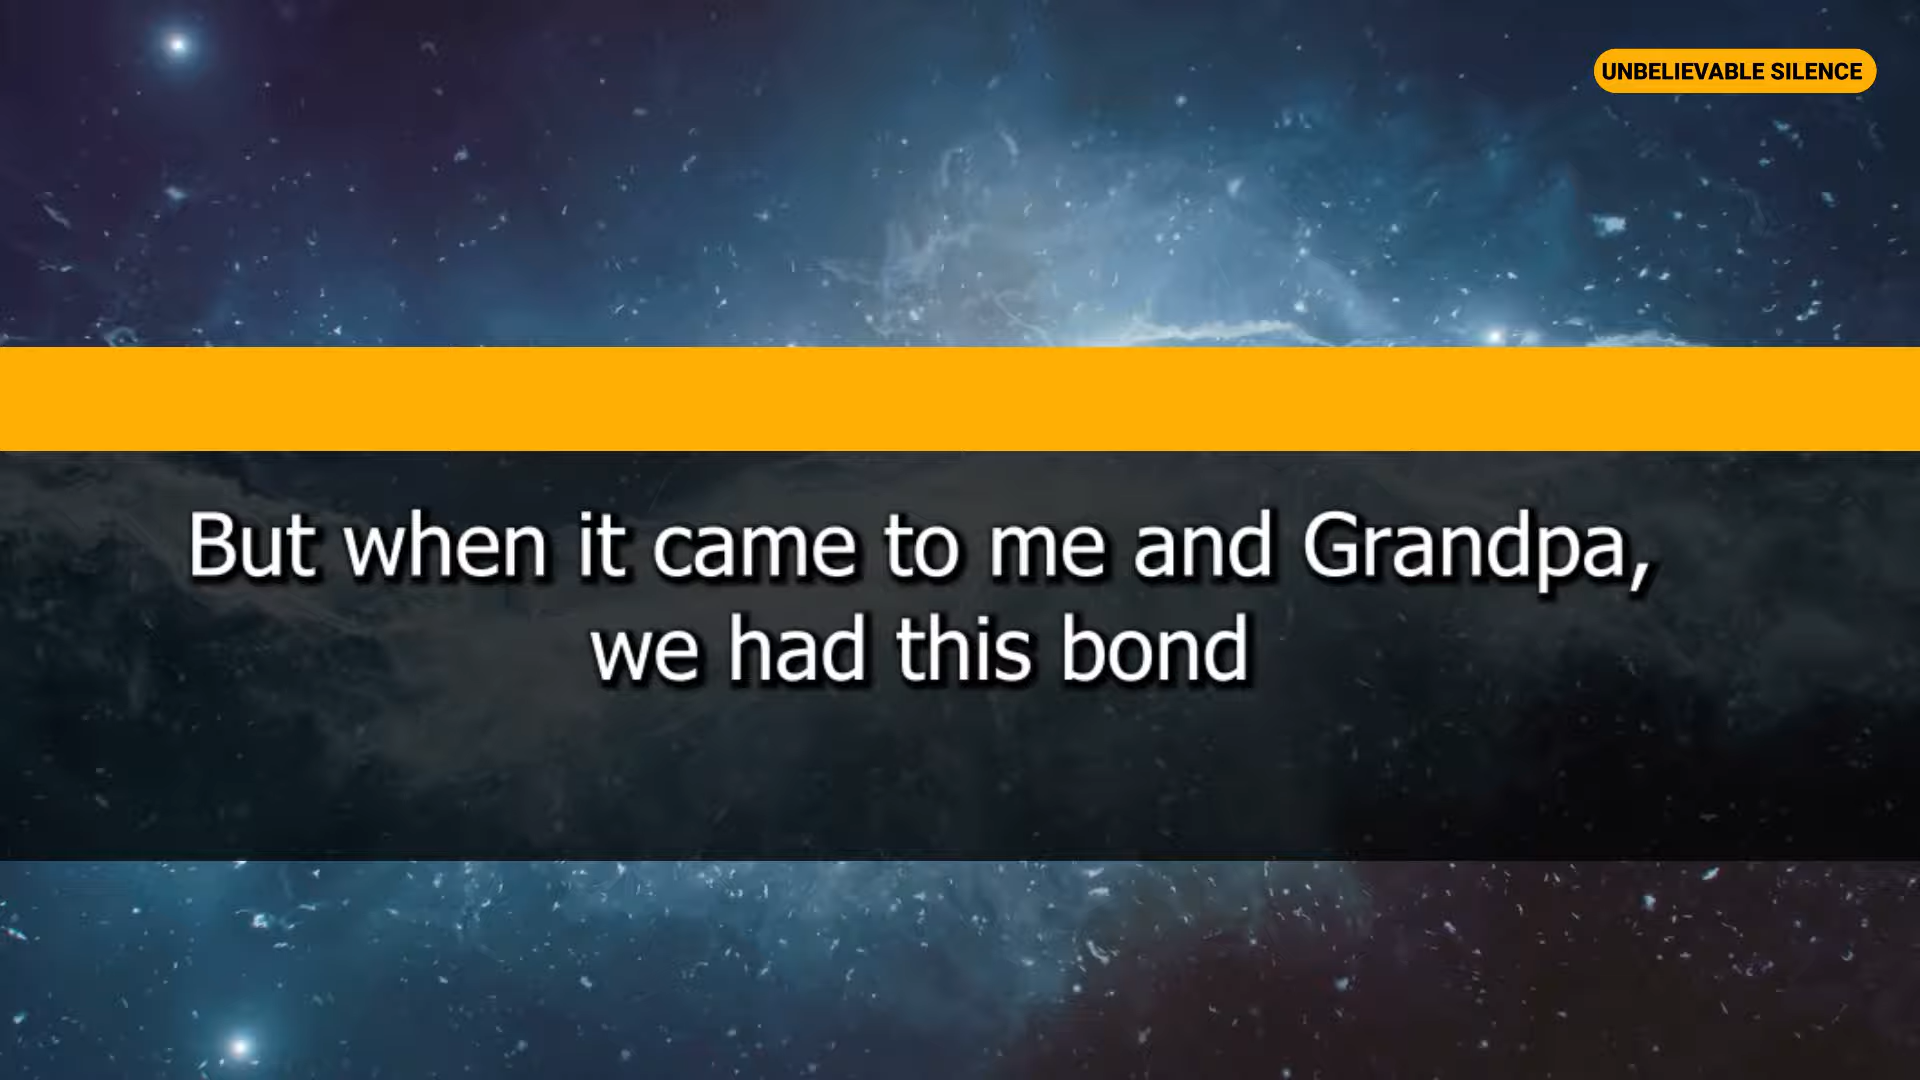 UNBELIEVABLE SILENCE
But when it came to me and Grandpa,
we had this bond